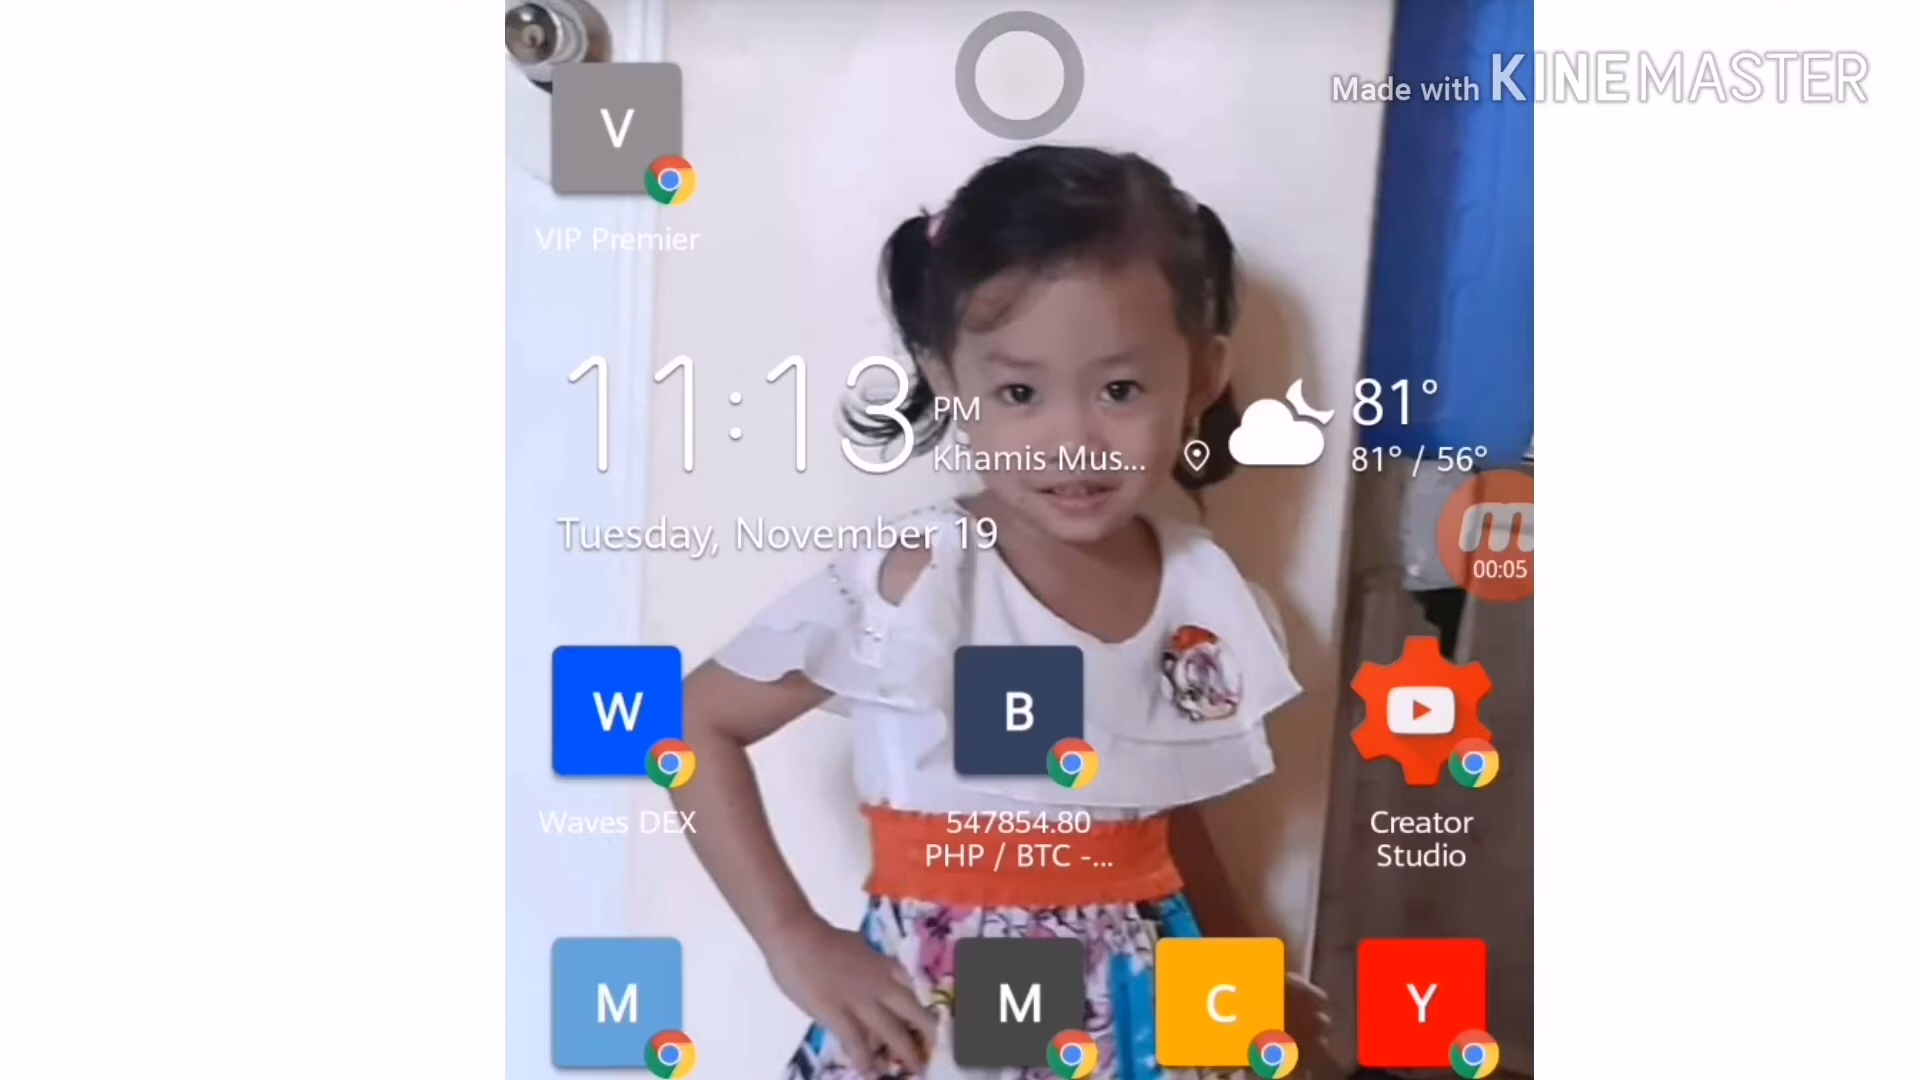 Made with KINEMASTER
V
VIP Premier
11:13 PM
Khamis Mus...
81°
81° / 56°
Tuesday, November 19
00:05
W
B
Waves DEX
547854.80
PHP / BTC -...
Creator
Studio
M
M
C
Y